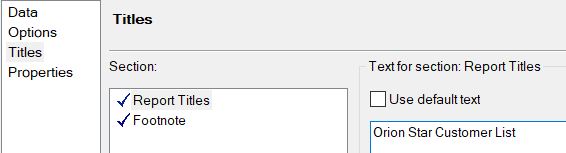 Data
Options
Titles
Properties
Titles
Section:
Report Titles
Footnote
Text for section: Report Titles
Use default text
Orion Star Customer List